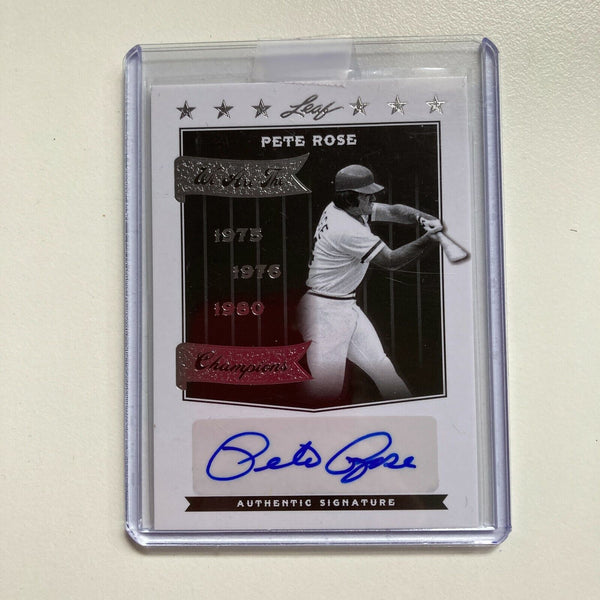 Leaf
PETE ROSE
We Are The
1975
1976
1980
Champions
Pete Rose
AUTHENTIC SIGNATURE